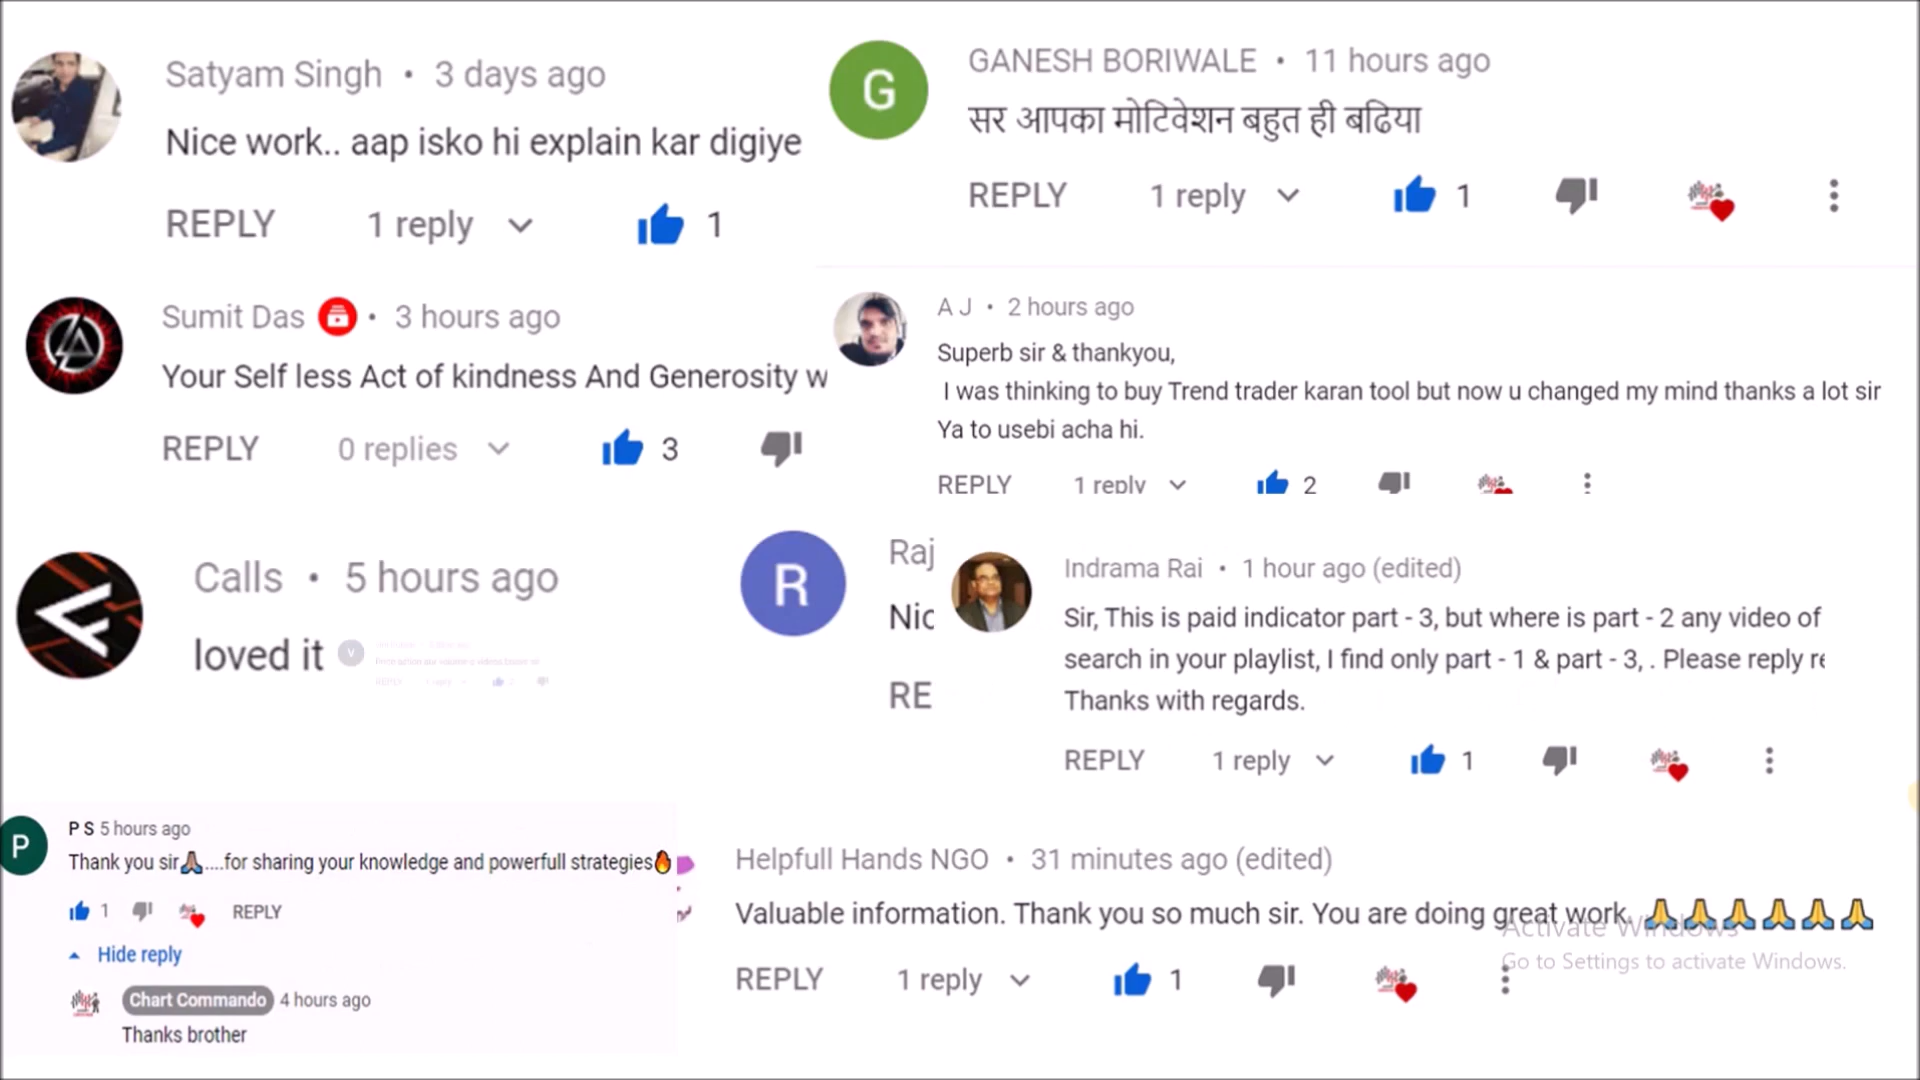 Satyam Singh • 3 days ago
Nice work.. aap isko hi explain kar digiye
REPLY 1 reply 1
G
GANESH BORIWALE • 11 hours ago
सर आपका मोटिवेशन बहुत ही बढिया
REPLY 1 reply 1
Sumit Das • 3 hours ago
Your Self less Act of kindness And Generosity w
REPLY 0 replies 3
A J • 2 hours ago
Superb sir & thankyou,
I was thinking to buy Trend trader karan tool but now u changed my mind thanks a lot sir
Ya to usebi acha hi.
REPLY 1 reply 2
Calls • 5 hours ago
loved it
V
R
Raj
Nic
RE
Indrama Rai • 1 hour ago (edited)
Sir, This is paid indicator part - 3, but where is part - 2 any video of
search in your playlist, I find only part - 1 & part - 3, . Please reply re
Thanks with regards.
REPLY 1 reply 1
P
P S 5 hours ago
Thank you sir🙏....for sharing your knowledge and powerfull strategies🔥
1 REPLY
Hide reply
Chart Commando 4 hours ago
Thanks brother
Helpfull Hands NGO • 31 minutes ago (edited)
Valuable information. Thank you so much sir. You are doing great work. 🙏🙏🙏🙏🙏🙏
REPLY 1 reply 1
Activate Windows
Go to Settings to activate Windows.